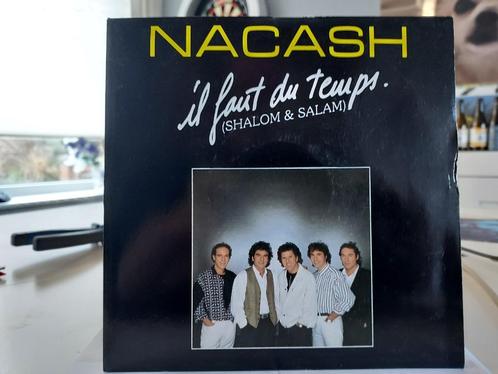 NACASH
il faut du temps.
(SHALOM & SALAM)